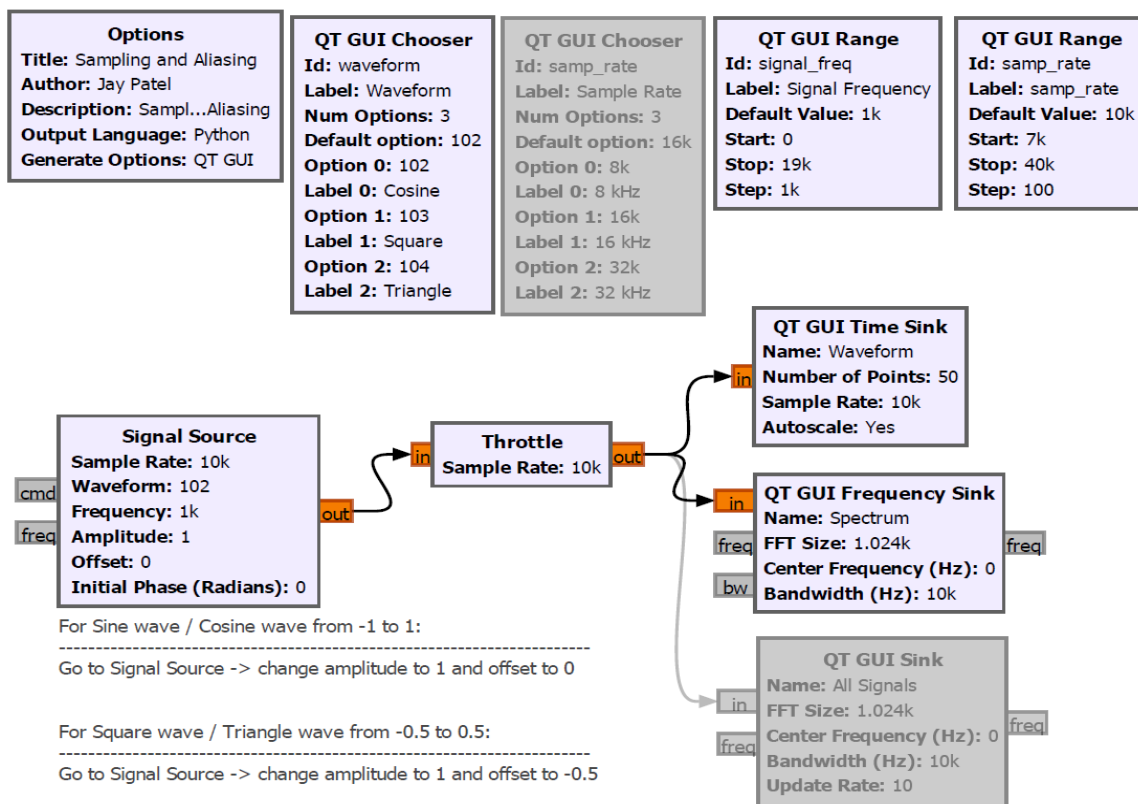 Options
Title: Sampling and Aliasing
Author: Jay Patel
Description: Sampl...Aliasing
Output Language: Python
Generate Options: QT GUI
QT GUI Chooser
Id: waveform
Label: Waveform
Num Options: 3
Default option: 102
Option 0: 102
Label 0: Cosine
Option 1: 103
Label 1: Square
Option 2: 104
Label 2: Triangle
QT GUI Chooser
Id: samp_rate
Label: Sample Rate
Num Options: 3
Default option: 16k
Option 0: 8k
Label 0: 8 kHz
Option 1: 16k
Label 1: 16 kHz
Option 2: 32k
Label 2: 32 kHz
QT GUI Range
Id: signal_freq
Label: Signal Frequency
Default Value: 1k
Start: 0
Stop: 19k
Step: 1k
QT GUI Range
Id: samp_rate
Label: samp_rate
Default Value: 10k
Start: 7k
Stop: 40k
Step: 100
Signal Source
Sample Rate: 10k
Waveform: 102
Frequency: 1k
Amplitude: 1
Offset: 0
Initial Phase (Radians): 0
cmd
freq
out
in
Throttle
Sample Rate: 10k
out
in
QT GUI Time Sink
Name: Waveform
Number of Points: 50
Sample Rate: 10k
Autoscale: Yes
in
freq
bw
QT GUI Frequency Sink
Name: Spectrum
FFT Size: 1.024k
Center Frequency (Hz): 0
Bandwidth (Hz): 10k
freq
in
freq
QT GUI Sink
Name: All Signals
FFT Size: 1.024k
Center Frequency (Hz): 0
Bandwidth (Hz): 10k
Update Rate: 10
freq
For Sine wave / Cosine wave from -1 to 1:
-------------------------------------------------------------------------
Go to Signal Source -> change amplitude to 1 and offset to 0
For Square wave / Triangle wave from -0.5 to 0.5:
-------------------------------------------------------------------------
Go to Signal Source -> change amplitude to 1 and offset to -0.5